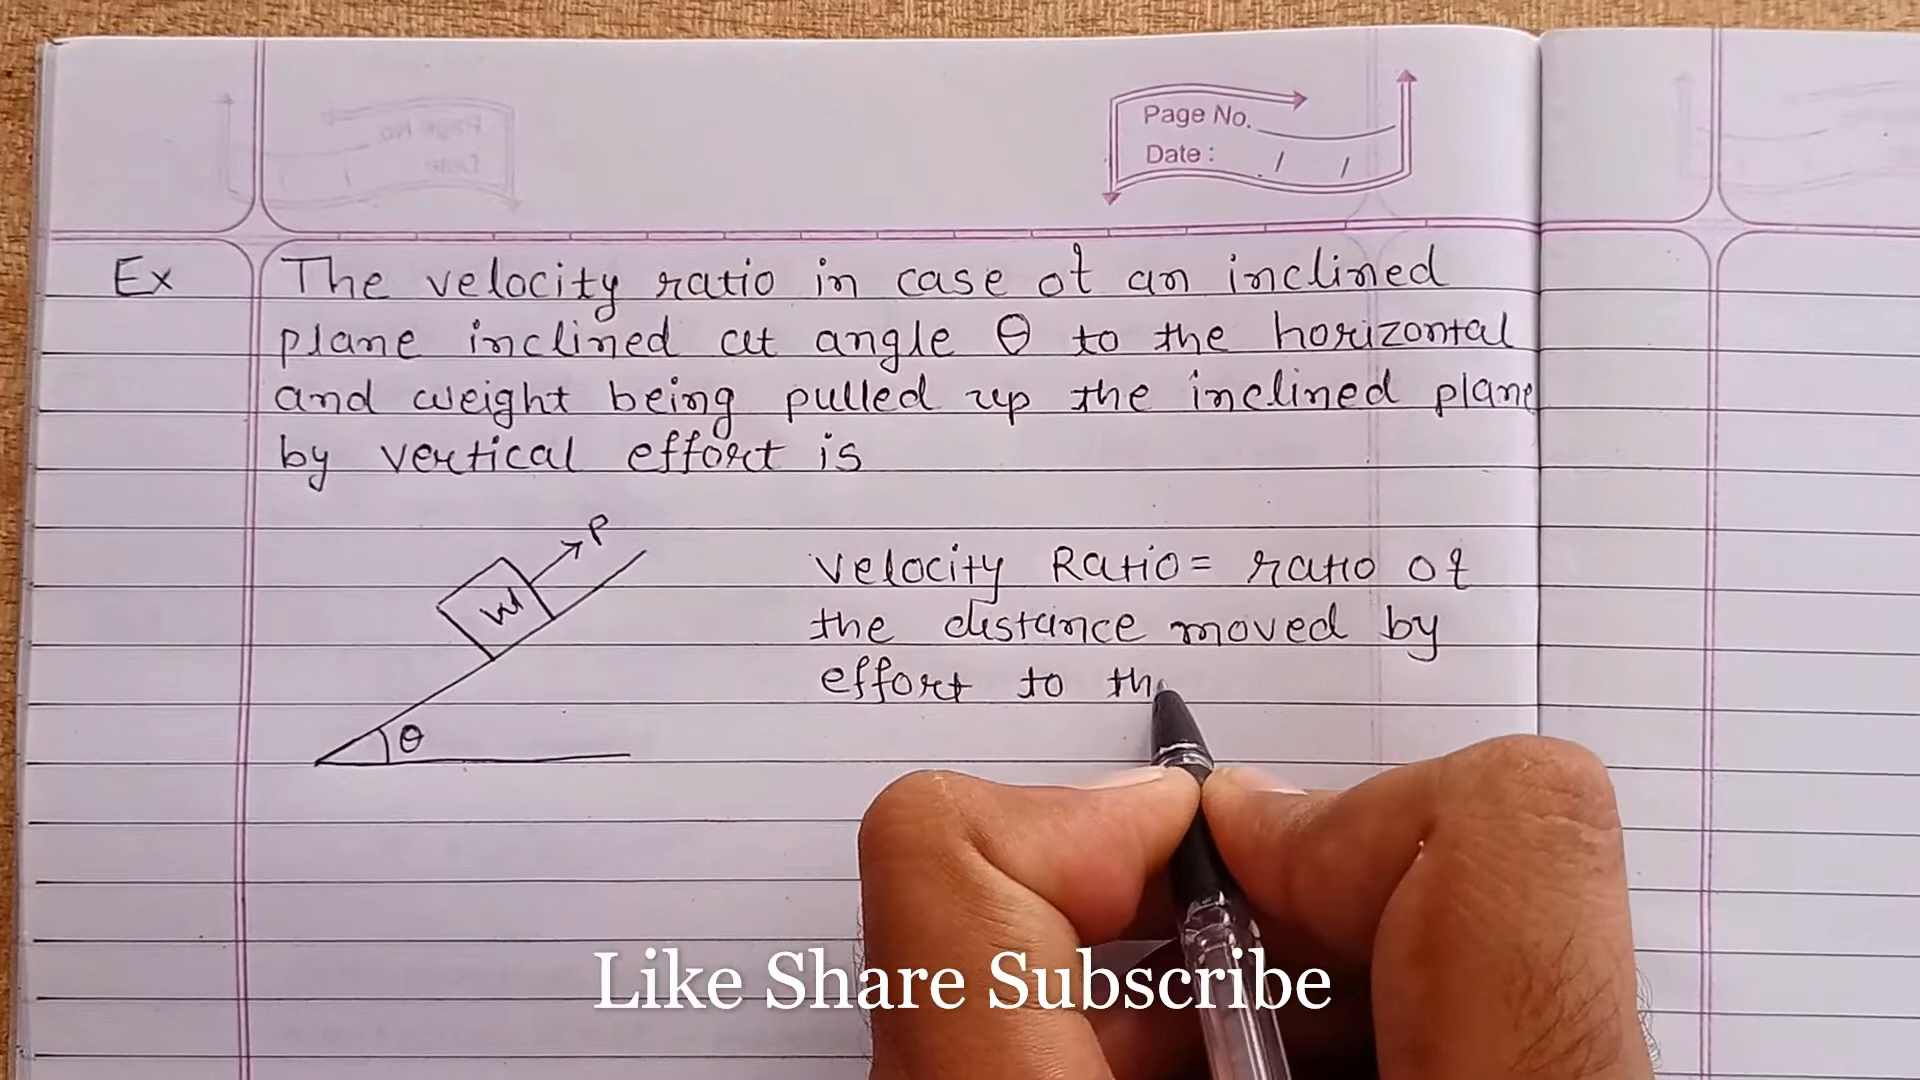 Page No.
Date : / /
Ex The velocity ratio in case of an inclined
plane inclined at angle θ to the horizontal
and weight being pulled up the inclined plane
by vertical effort is
P
W
θ
Velocity Ratio = ratio of
the distance moved by
effort to th
Like Share Subscribe